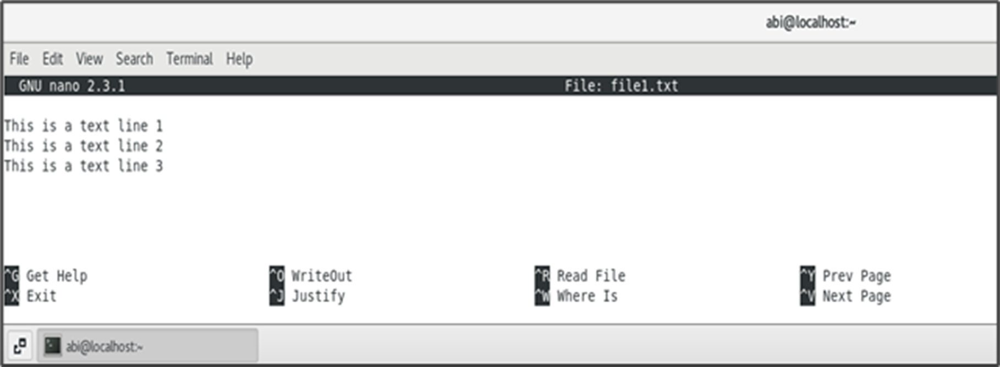 abi@localhost:~
File Edit View Search Terminal Help
GNU nano 2.3.1 File: file1.txt
This is a text line 1
This is a text line 2
This is a text line 3
^G Get Help ^O WriteOut ^R Read File ^Y Prev Page
^X Exit ^J Justify ^W Where Is ^V Next Page
abi@localhost:~